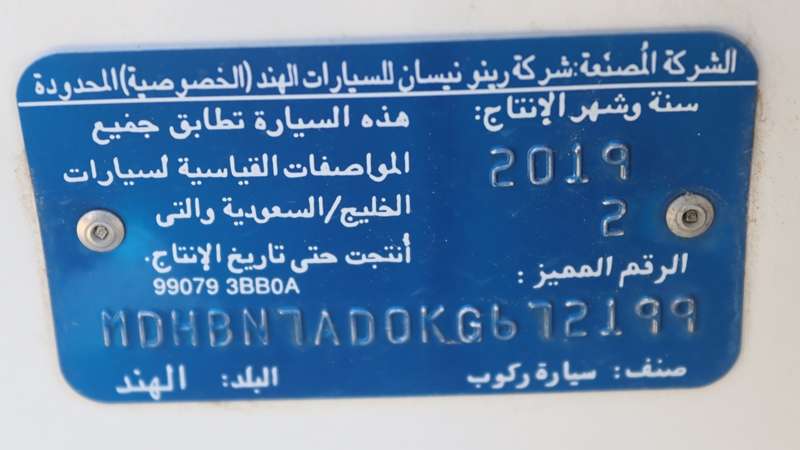 الشركة المُصنّعة: شركة رينو نيسان للسيارات الهند (الخصوصية) المحدودة
سنة وشهر الإنتاج:
2019
2
هذه السيارة تطابق جميع
المواصفات القياسية لسيارات
الخليج/السعودية والتى
أنتجت حتى تاريخ الإنتاج.
99079 3BB0A
الرقم المميز :
MDHBN7AD0KG672199
صنف: سيارة ركوب
البلد: الهند